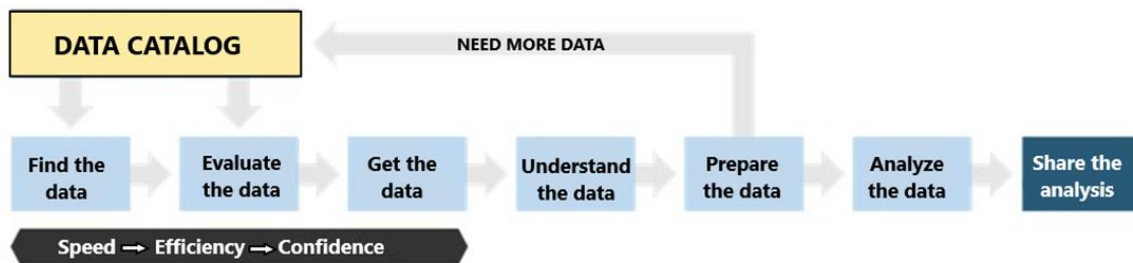 DATA CATALOG
NEED MORE DATA
Find the
data
Evaluate
the data
Get the
data
Understand
the data
Prepare
the data
Analyze
the data
Share the
analysis
Speed → Efficiency → Confidence